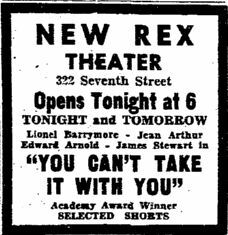 NEW REX
THEATER
322 Seventh Street
Opens Tonight at 6
TONIGHT and TOMORROW
Lionel Barrymore - Jean Arthur
Edward Arnold - James Stewart in
"YOU CAN'T TAKE
IT WITH YOU"
Academy Award Winner
SELECTED SHORTS